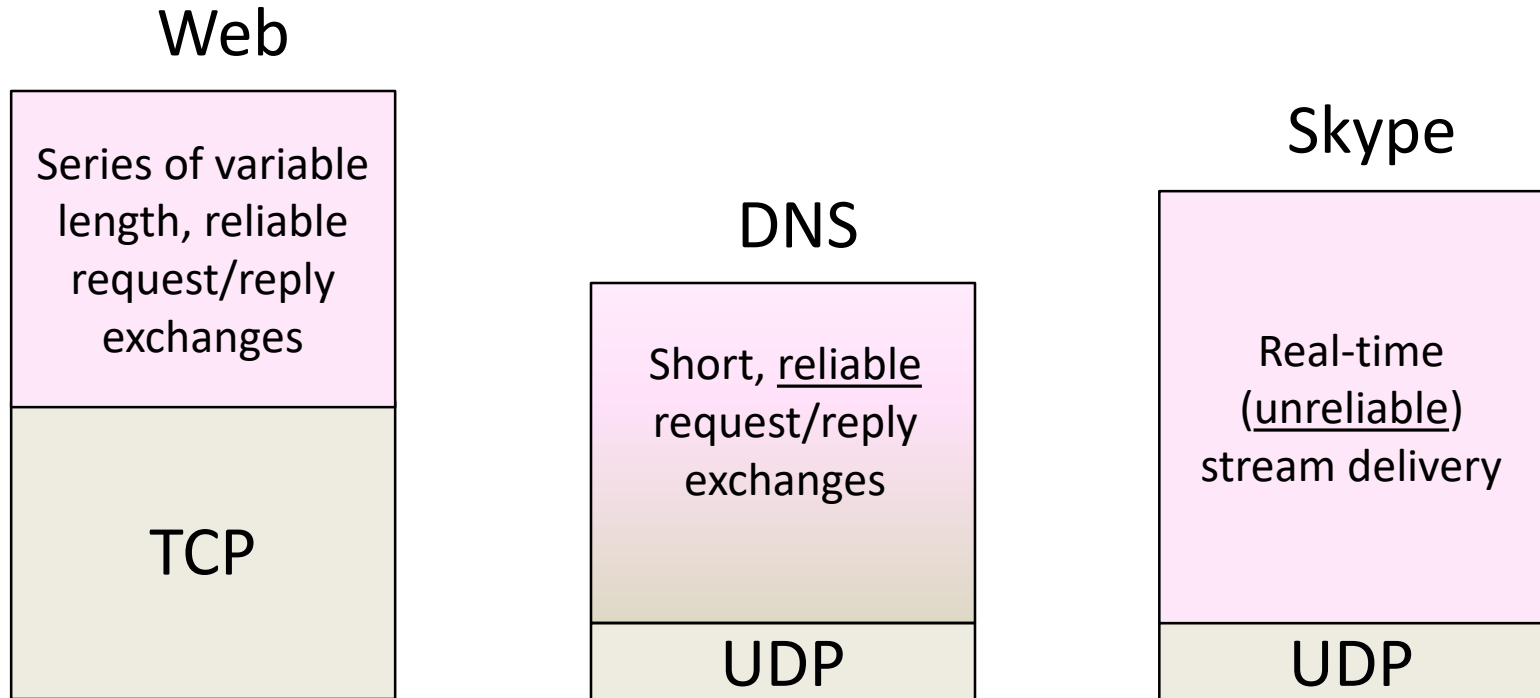 Web
Series of variable
length, reliable
request/reply
exchanges
TCP
DNS
Short, reliable
request/reply
exchanges
UDP
Skype
Real-time
(unreliable)
stream delivery
UDP